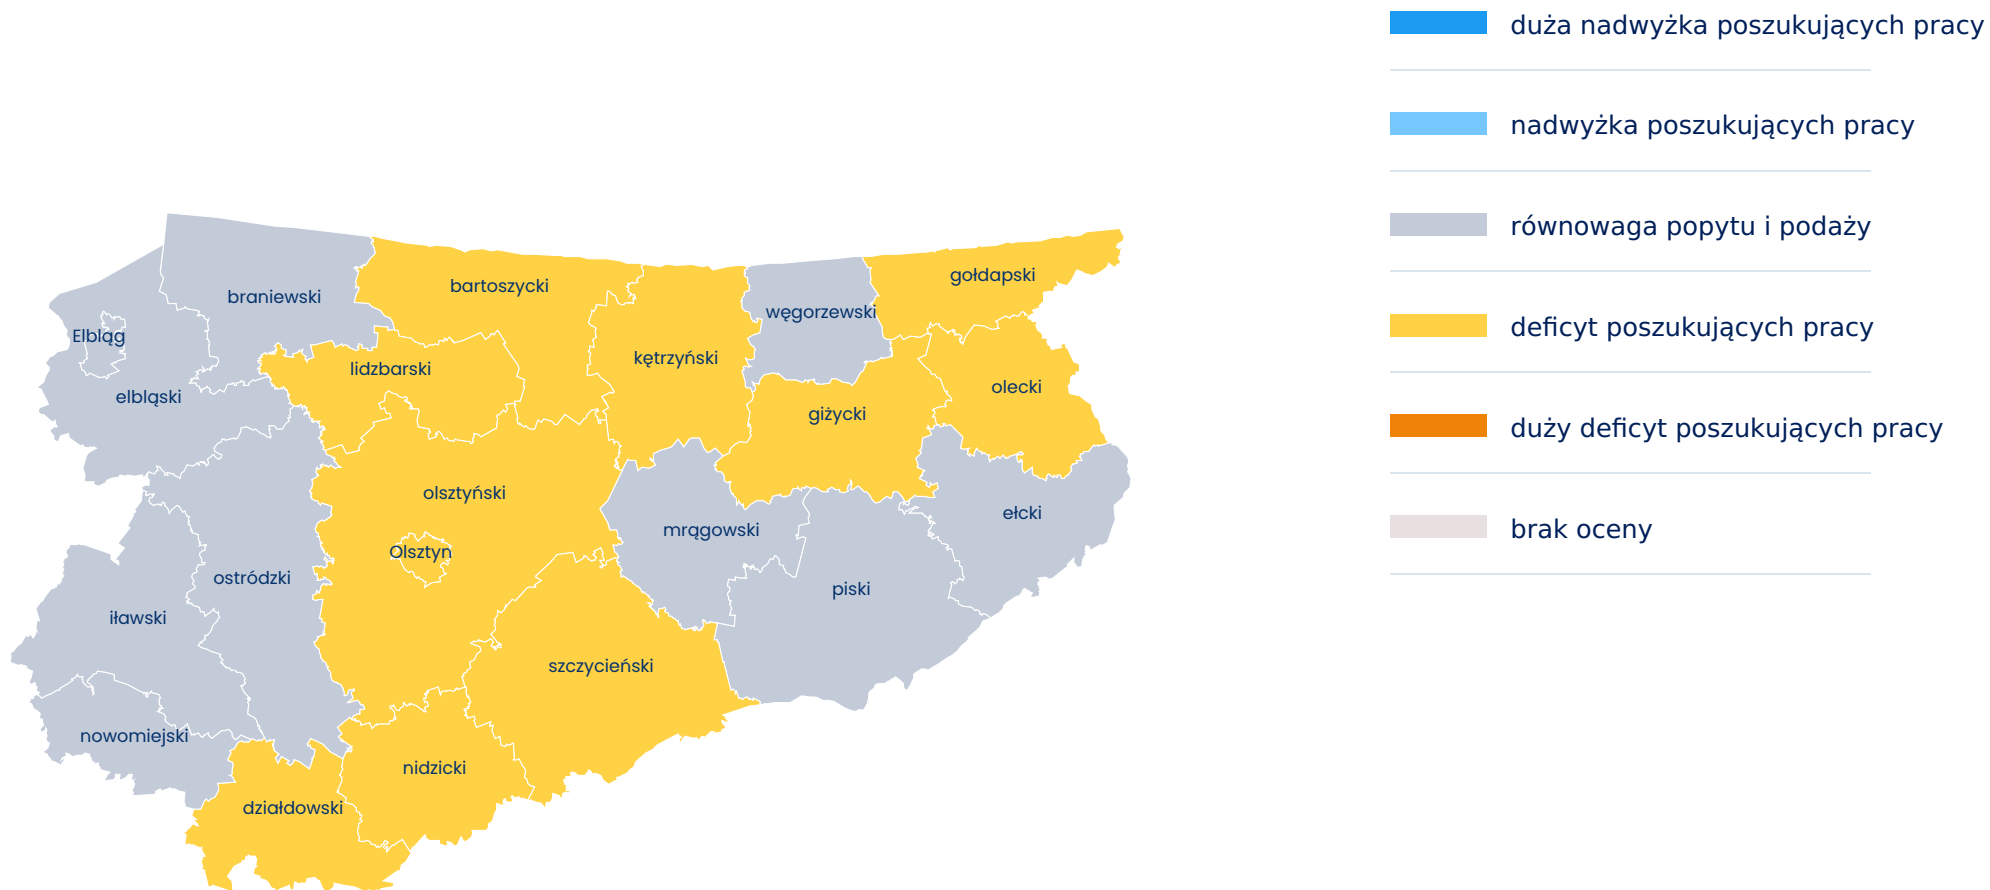 duża nadwyżka poszukujących pracy
nadwyżka poszukujących pracy
równowaga popytu i podaży
deficyt poszukujących pracy
duży deficyt poszukujących pracy
brak oceny
gołdapski
bartoszycki
braniewski
węgorzewski
Elbląg
kętrzyński
lidzbarski
olecki
elbląski
giżycki
olsztyński
ełcki
mrągowski
Olsztyn
ostródzki
piski
iławski
szczycieński
nowomiejski
nidzicki
działdowski